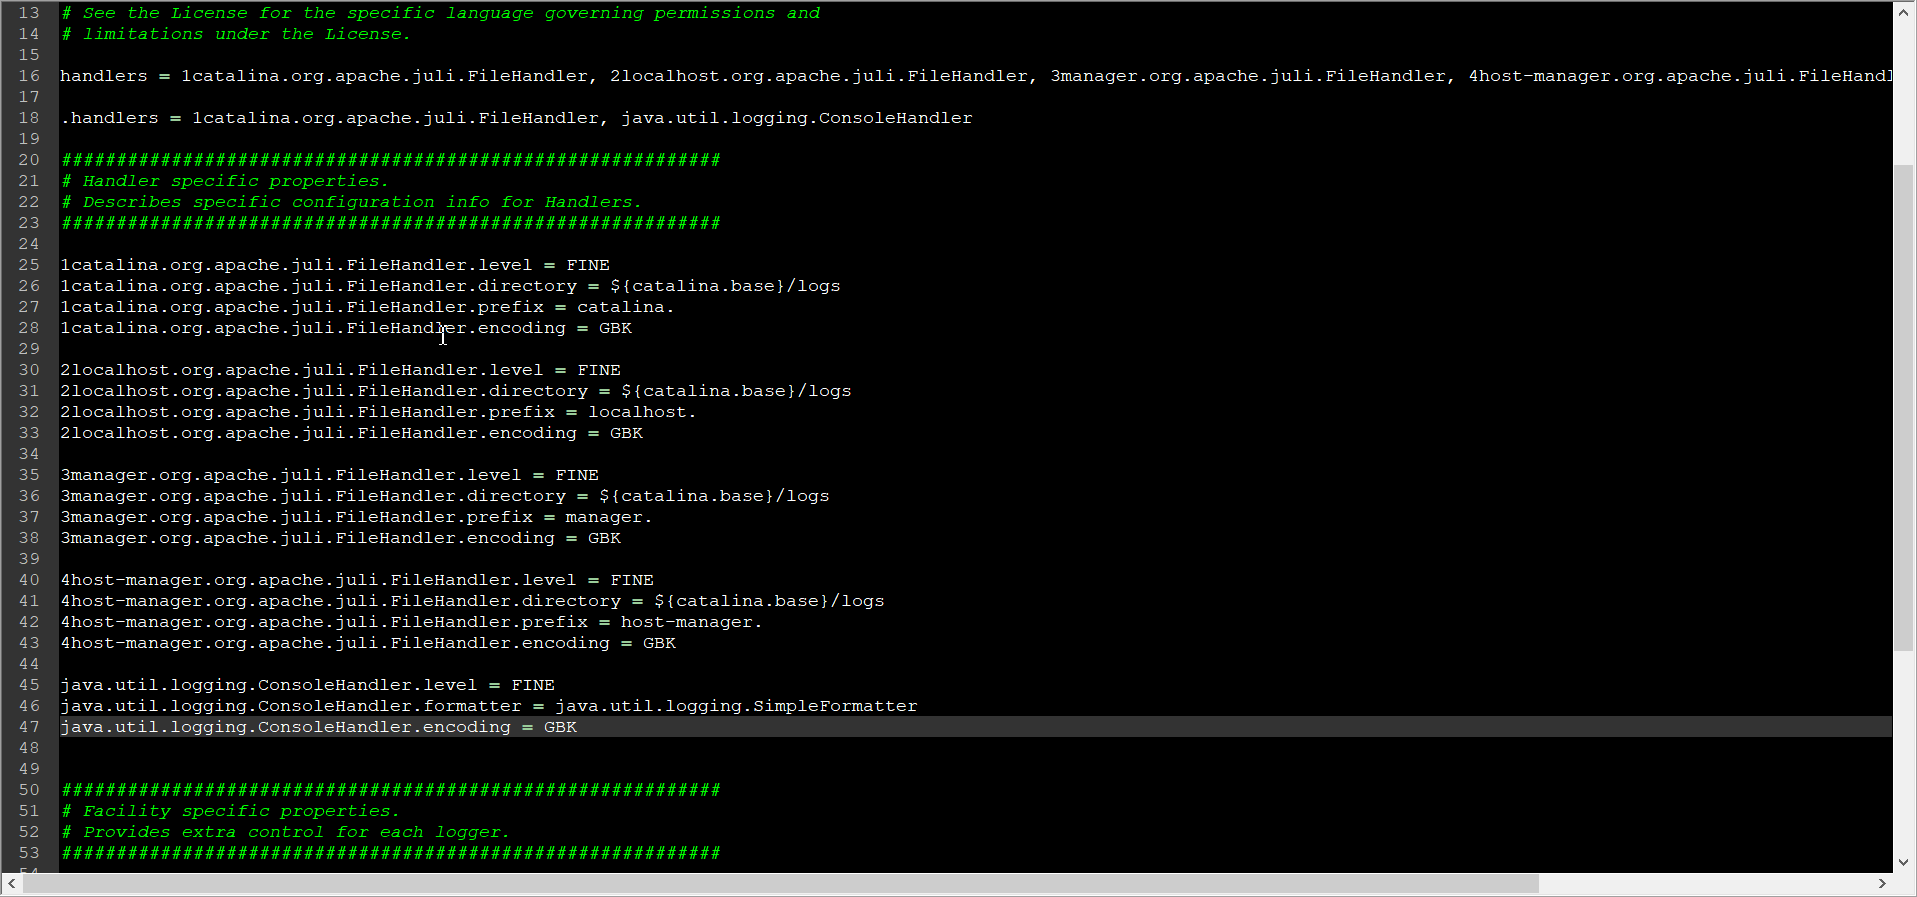 13 # See the License for the specific language governing permissions and
14 # limitations under the License.
15
16 handlers = 1catalina.org.apache.juli.FileHandler, 2localhost.org.apache.juli.FileHandler, 3manager.org.apache.juli.FileHandler, 4host-manager.org.apache.juli.FileHandl
17
18 .handlers = 1catalina.org.apache.juli.FileHandler, java.util.logging.ConsoleHandler
19
20 ############################################################
21 # Handler specific properties.
22 # Describes specific configuration info for Handlers.
23 ############################################################
24
25 1catalina.org.apache.juli.FileHandler.level = FINE
26 1catalina.org.apache.juli.FileHandler.directory = ${catalina.base}/logs
27 1catalina.org.apache.juli.FileHandler.prefix = catalina.
28 1catalina.org.apache.juli.FileHandler.encoding = GBK
29
30 2localhost.org.apache.juli.FileHandler.level = FINE
31 2localhost.org.apache.juli.FileHandler.directory = ${catalina.base}/logs
32 2localhost.org.apache.juli.FileHandler.prefix = localhost.
33 2localhost.org.apache.juli.FileHandler.encoding = GBK
34
35 3manager.org.apache.juli.FileHandler.level = FINE
36 3manager.org.apache.juli.FileHandler.directory = ${catalina.base}/logs
37 3manager.org.apache.juli.FileHandler.prefix = manager.
38 3manager.org.apache.juli.FileHandler.encoding = GBK
39
40 4host-manager.org.apache.juli.FileHandler.level = FINE
41 4host-manager.org.apache.juli.FileHandler.directory = ${catalina.base}/logs
42 4host-manager.org.apache.juli.FileHandler.prefix = host-manager.
43 4host-manager.org.apache.juli.FileHandler.encoding = GBK
44
45 java.util.logging.ConsoleHandler.level = FINE
46 java.util.logging.ConsoleHandler.formatter = java.util.logging.SimpleFormatter
47 java.util.logging.ConsoleHandler.encoding = GBK
48
49
50 ############################################################
51 # Facility specific properties.
52 # Provides extra control for each logger.
53 ############################################################